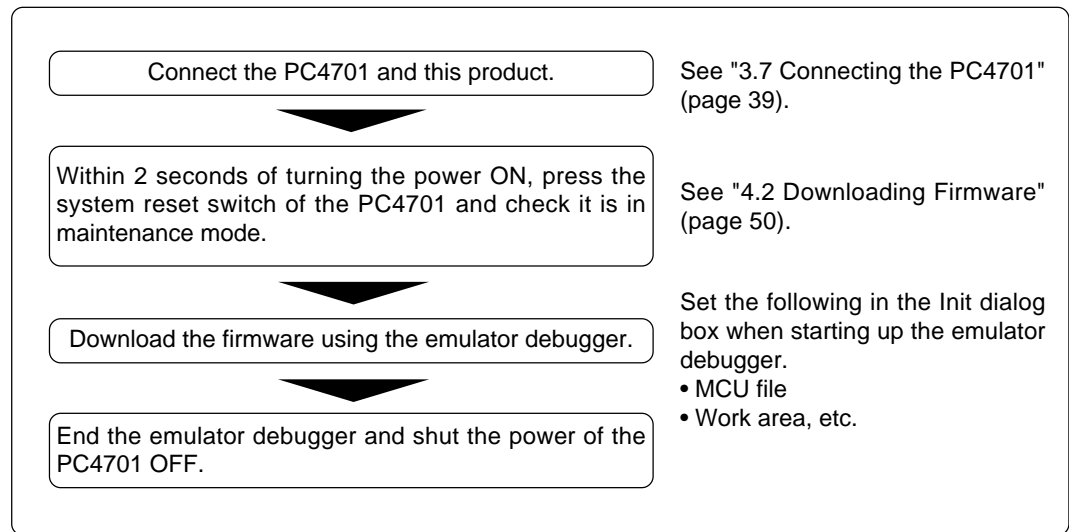 Connect the PC4701 and this product.
See "3.7 Connecting the PC4701"
(page 39).
Within 2 seconds of turning the power ON, press the
system reset switch of the PC4701 and check it is in
maintenance mode.
See "4.2 Downloading Firmware"
(page 50).
Download the firmware using the emulator debugger.
Set the following in the Init dialog
box when starting up the emulator
debugger.
• MCU file
• Work area, etc.
End the emulator debugger and shut the power of the
PC4701 OFF.